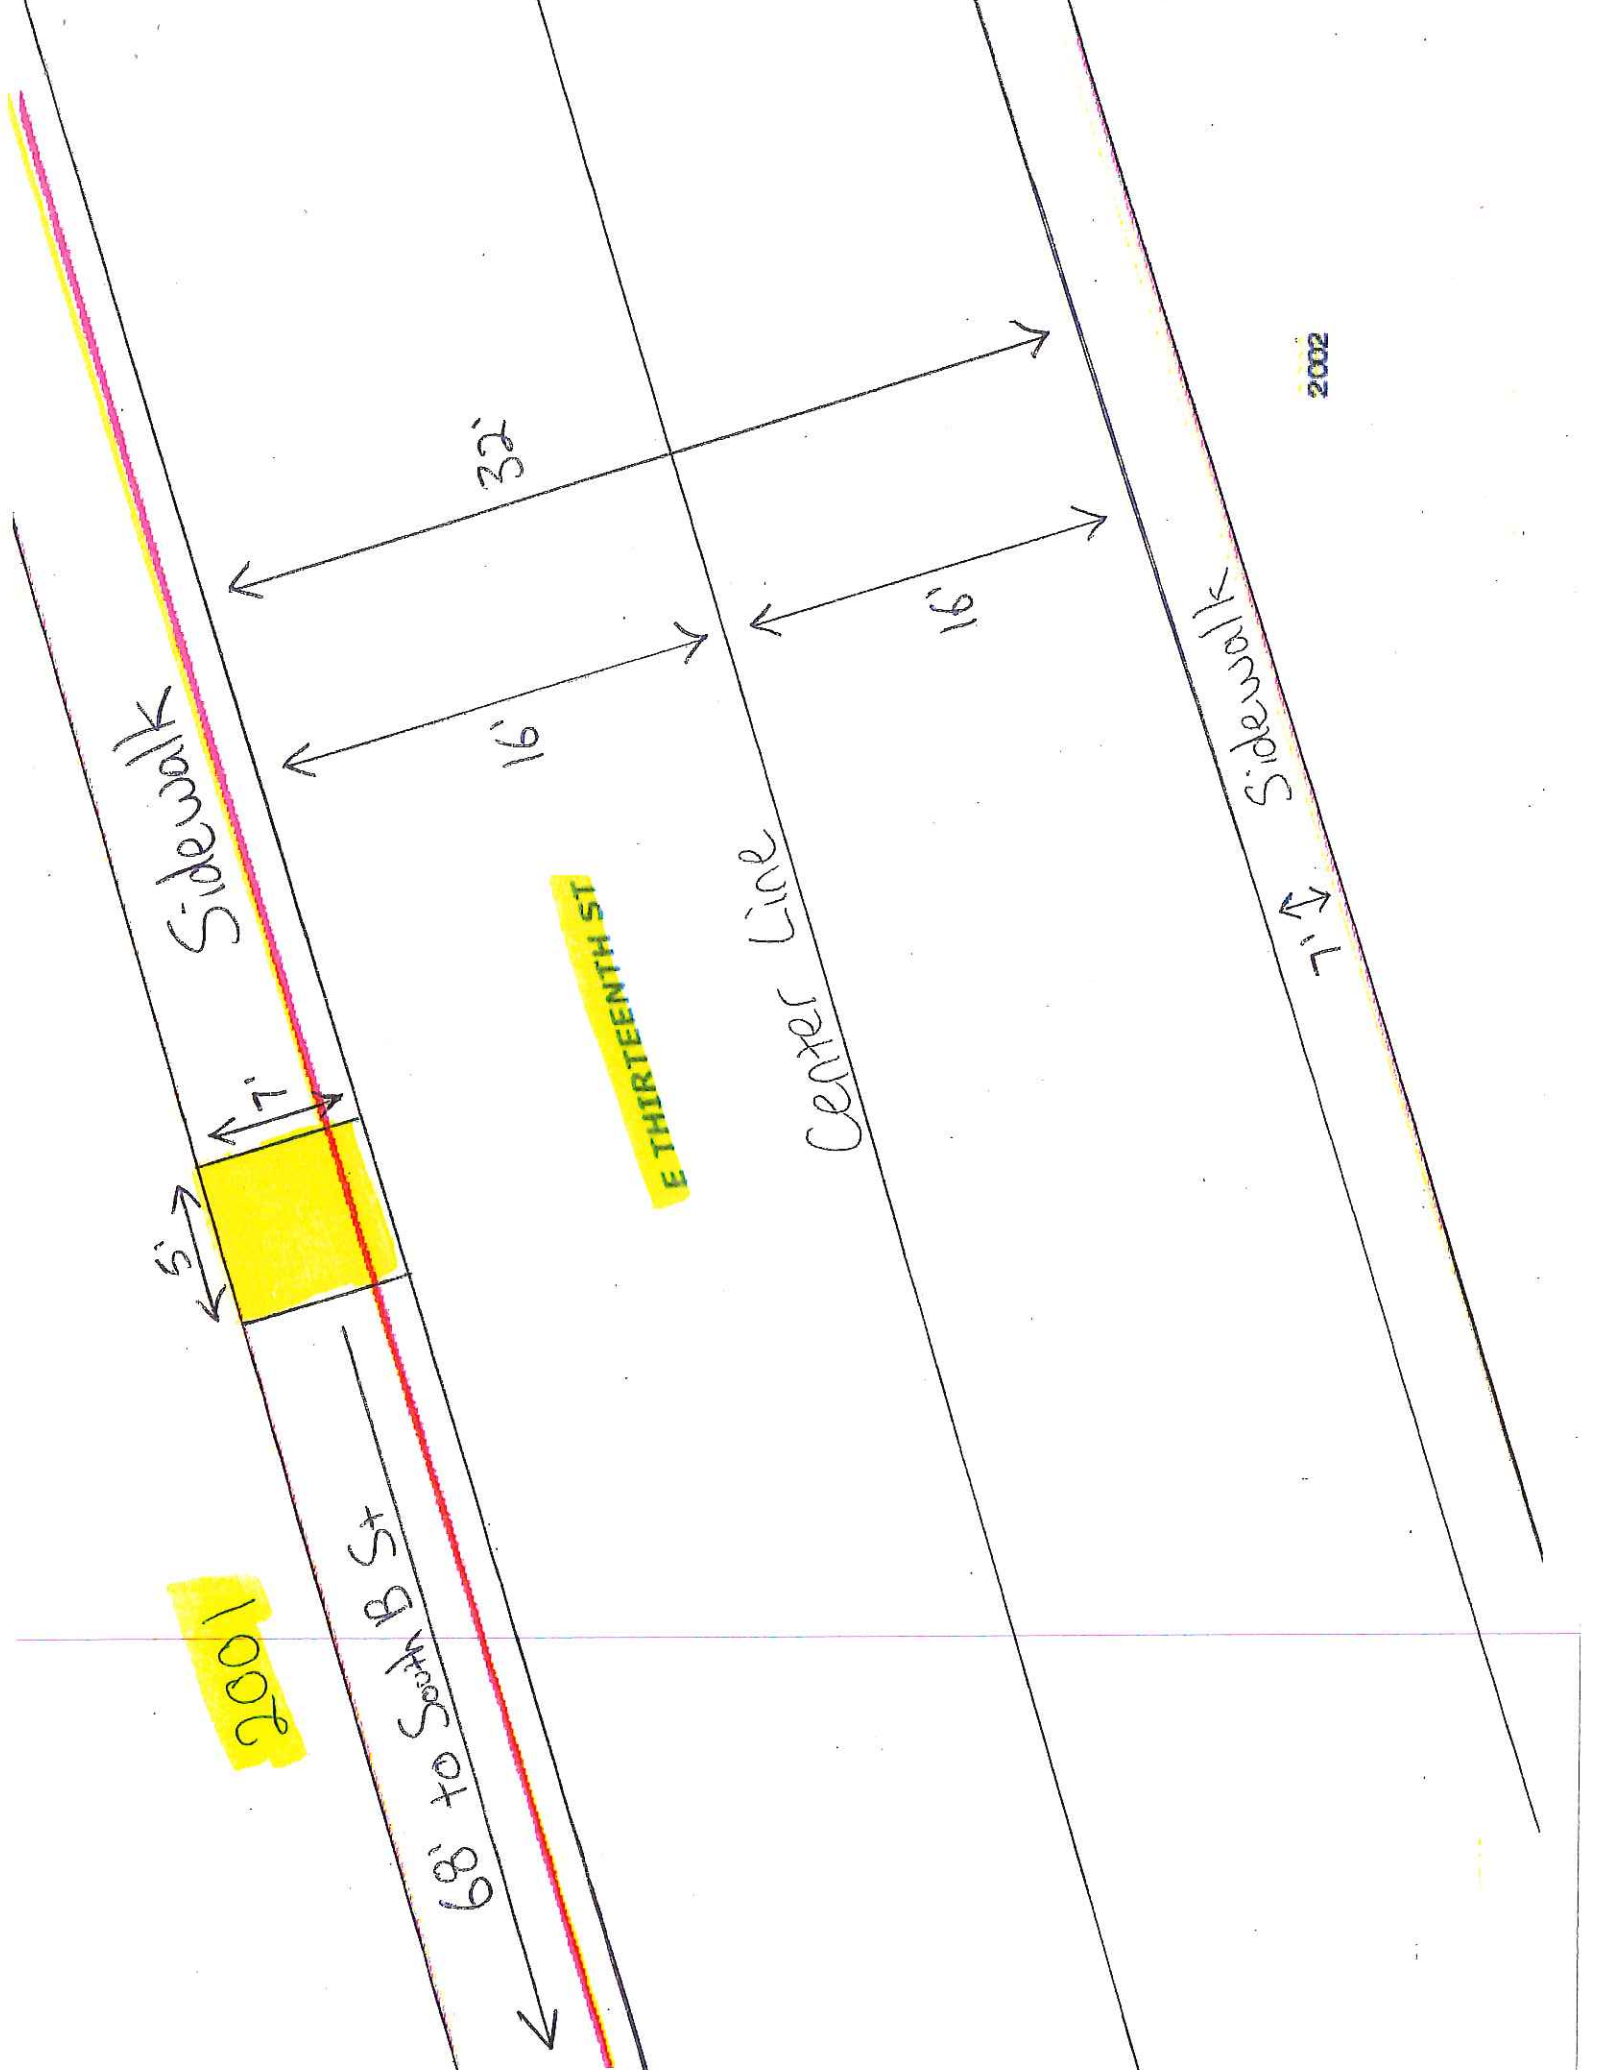 2002
32'
16'
16'
Sidewalk
Sidewalk
7'
Center Line
E THIRTEENTH ST
7'
5'
68' to South B St
2001